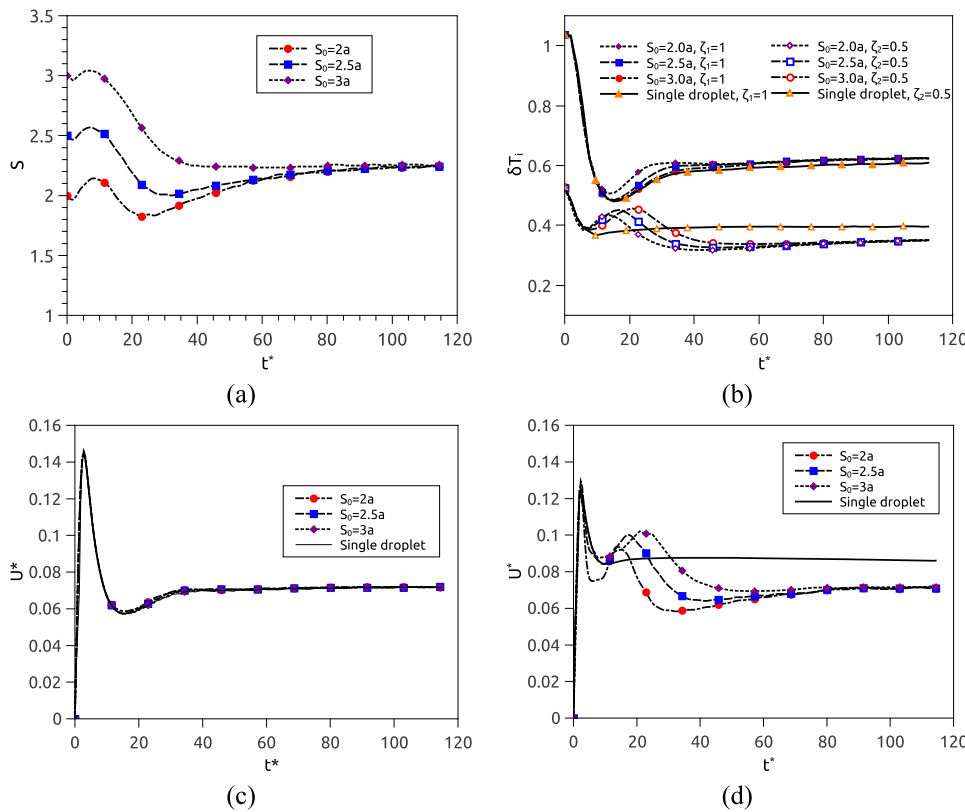 3.5
3
2.5
2
1.5
1
S
0 20 40 60 80 100 120
t*
S₀=2a
S₀=2.5a
S₀=3a
(a)
1
0.8
0.6
0.4
0.2
δTᵢ
0 20 40 60 80 100 120
t*
S₀=2.0a, ζ₁=1
S₀=2.5a, ζ₁=1
S₀=3.0a, ζ₁=1
Single droplet, ζ₁=1
S₀=2.0a, ζ₂=0.5
S₀=2.5a, ζ₂=0.5
S₀=3.0a, ζ₂=0.5
Single droplet, ζ₂=0.5
(b)
0.16
0.14
0.12
0.10
0.08
0.06
0.04
0.02
0
U*
0 20 40 60 80 100 120
t*
S₀=2a
S₀=2.5a
S₀=3a
Single droplet
(c)
0.16
0.14
0.12
0.10
0.08
0.06
0.04
0.02
0
U*
0 20 40 60 80 100 120
t*
S₀=2a
S₀=2.5a
S₀=3a
Single droplet
(d)